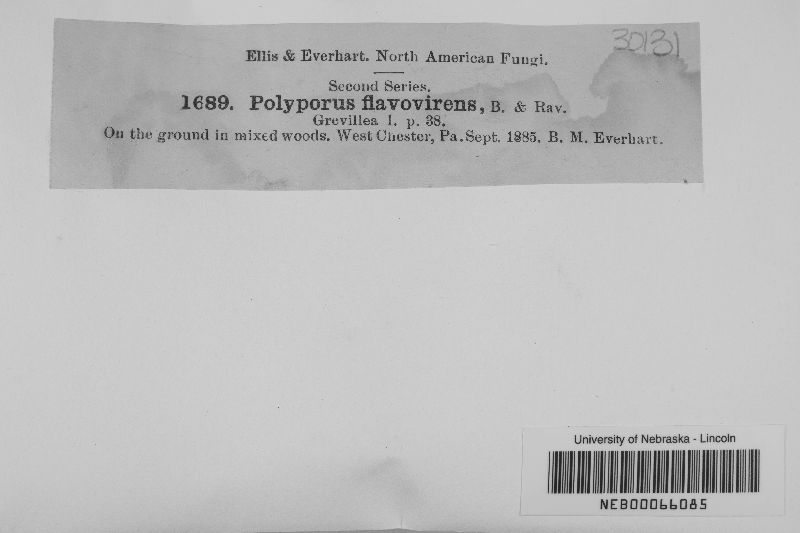 30131
Ellis & Everhart. North American Fungi.
Second Series.
1689. Polyporus flavovirens, B. & Rav.
Grevillea I. p. 38.
On the ground in mixed woods. West Chester, Pa. Sept. 1885. B. M. Everhart.
University of Nebraska - Lincoln
NEB00066085